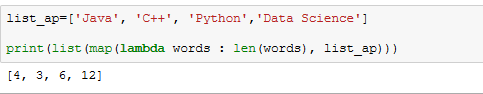 list_ap=['Java', 'C++', 'Python','Data Science']
print(list(map(lambda words : len(words), list_ap)))
[4, 3, 6, 12]